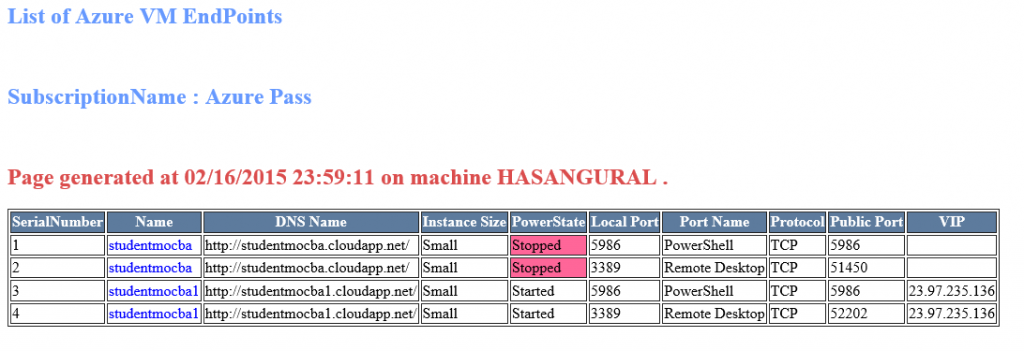 List of Azure VM EndPoints
SubscriptionName : Azure Pass
Page generated at 02/16/2015 23:59:11 on machine HASANGURAL .
SerialNumber Name DNS Name Instance Size PowerState Local Port Port Name Protocol Public Port VIP
1 studentmocba http://studentmocba.cloudapp.net/ Small Stopped 5986 PowerShell TCP 5986
2 studentmocba http://studentmocba.cloudapp.net/ Small Stopped 3389 Remote Desktop TCP 51450
3 studentmocba1 http://studentmocba1.cloudapp.net/ Small Started 5986 PowerShell TCP 5986 23.97.235.136
4 studentmocba1 http://studentmocba1.cloudapp.net/ Small Started 3389 Remote Desktop TCP 52202 23.97.235.136